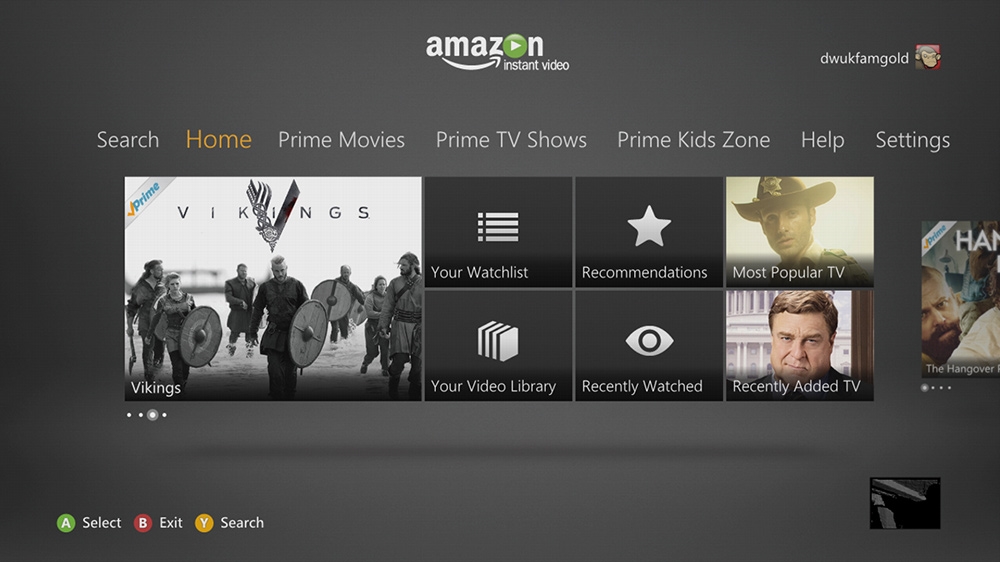 amazon
instant video
dwukfamgold
Search Home Prime Movies Prime TV Shows Prime Kids Zone Help Settings
Prime
VIKINGS
Vikings
Your Watchlist
Recommendations
Most Popular TV
Your Video Library
Recently Watched
Recently Added TV
Prime
HAN
The Hangover P
A Select B Exit Y Search